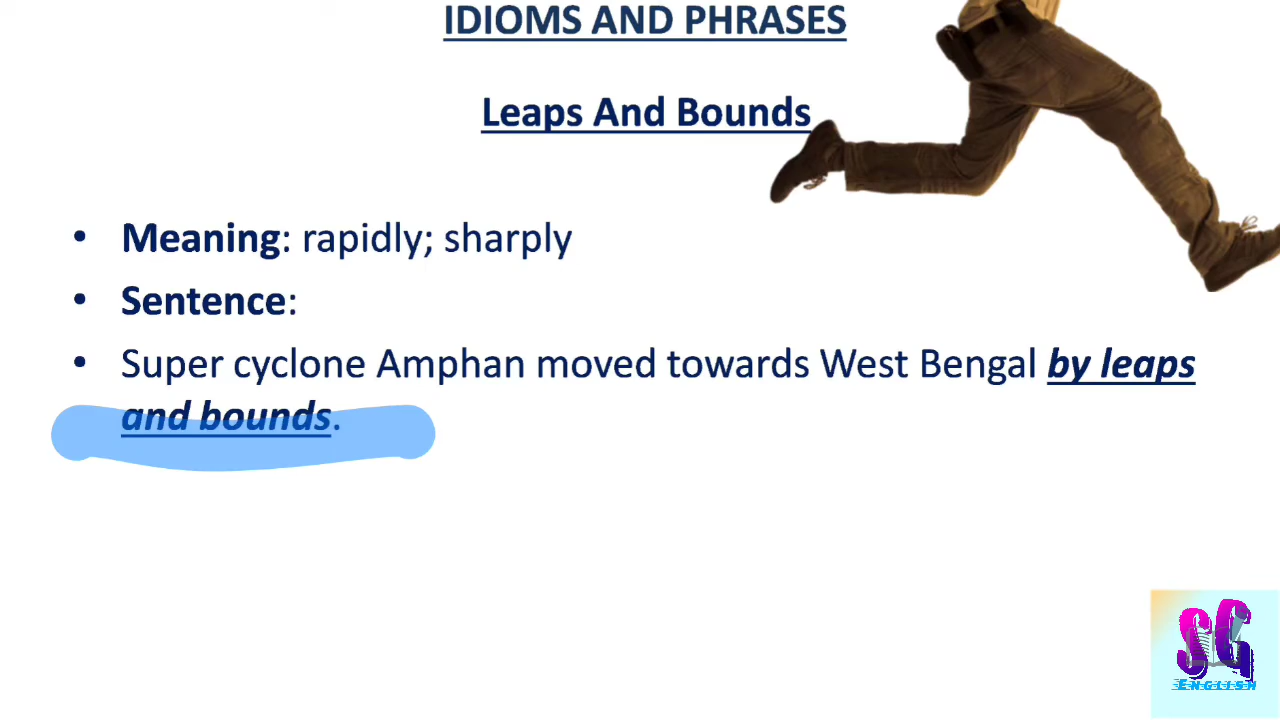 IDIOMS AND PHRASES
Leaps And Bounds
• Meaning: rapidly; sharply
• Sentence:
• Super cyclone Amphan moved towards West Bengal by leaps
and bounds.
SG
ENGLISH